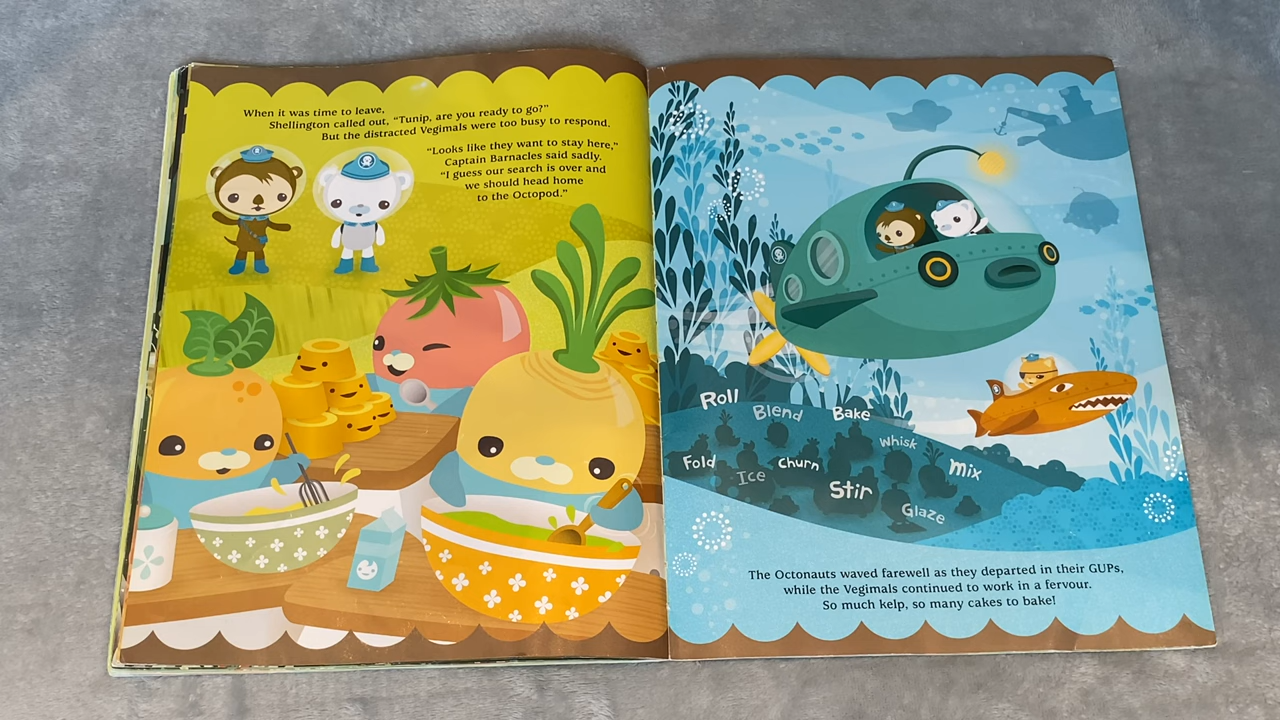 When it was time to leave,
Shellington called out, “Tunip, are you ready to go?”
But the distracted Vegimals were too busy to respond.
“Looks like they want to stay here,”
Captain Barnacles said sadly.
“I guess our search is over and
we should head home
to the Octopod.”
Roll
Blend
Bake
Whisk
Fold
Ice
Churn
Mix
Stir
Glaze
The Octonauts waved farewell as they departed in their GUPs,
while the Vegimals continued to work in a fervour.
So much kelp, so many cakes to bake!